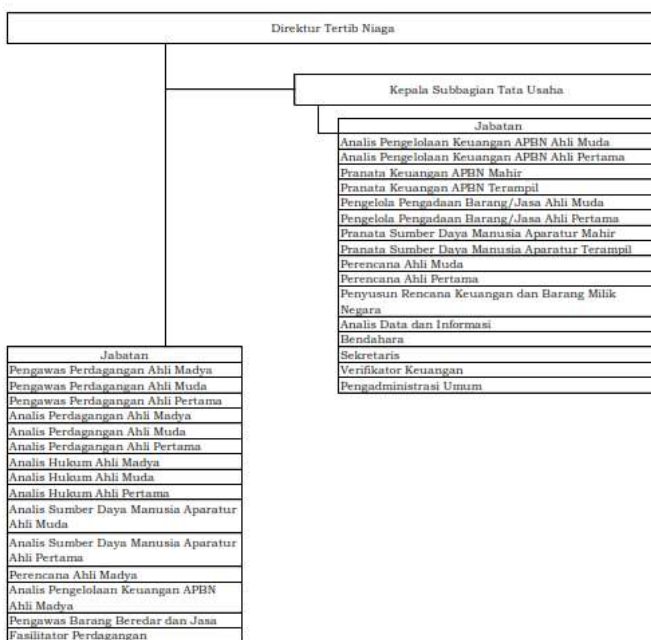 Direktur Tertib Niaga
Kepala Subbagian Tata Usaha
Jabatan
Analis Pengelolaan Keuangan APBN Ahli Muda
Analis Pengelolaan Keuangan APBN Ahli Pertama
Pranata Keuangan APBN Mahir
Pranata Keuangan APBN Terampil
Pengelola Pengadaan Barang/Jasa Ahli Muda
Pengelola Pengadaan Barang/Jasa Ahli Pertama
Pranata Sumber Daya Manusia Aparatur Mahir
Pranata Sumber Daya Manusia Aparatur Terampil
Perencana Ahli Muda
Perencana Ahli Pertama
Penyusun Rencana Keuangan dan Barang Milik
Negara
Analis Data dan Informasi
Bendahara
Sekretaris
Verifikator Keuangan
Pengadministrasi Umum
Jabatan
Pengawas Perdagangan Ahli Madya
Pengawas Perdagangan Ahli Muda
Pengawas Perdagangan Ahli Pertama
Analis Perdagangan Ahli Madya
Analis Perdagangan Ahli Muda
Analis Perdagangan Ahli Pertama
Analis Hukum Ahli Madya
Analis Hukum Ahli Muda
Analis Hukum Ahli Pertama
Analis Sumber Daya Manusia Aparatur
Ahli Muda
Analis Sumber Daya Manusia Aparatur
Ahli Pertama
Perencana Ahli Madya
Analis Pengelolaan Keuangan APBN
Ahli Madya
Pengawas Barang Beredar dan Jasa
Fasilitator Perdagangan